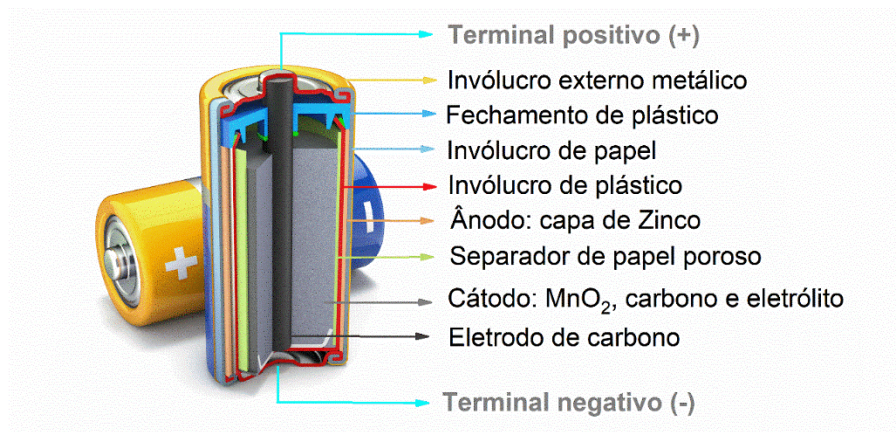 Terminal positivo (+)
Invólucro externo metálico
Fechamento de plástico
Invólucro de papel
Invólucro de plástico
Ânodo: capa de Zinco
Separador de papel poroso
Cátodo: MnO₂, carbono e eletrólito
Eletrodo de carbono
Terminal negativo (-)
+
-